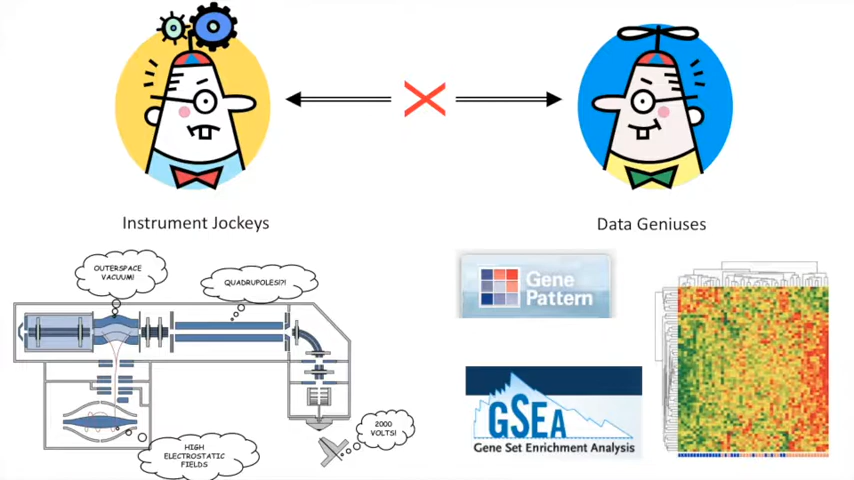 Instrument Jockeys
Data Geniuses
OUTERSPACE
VACUUM!
QUADRUPOLES!?!
HIGH
ELECTROSTATIC
FIELDS
2000
VOLTS!
Gene
Pattern
GSEA
Gene Set Enrichment Analysis